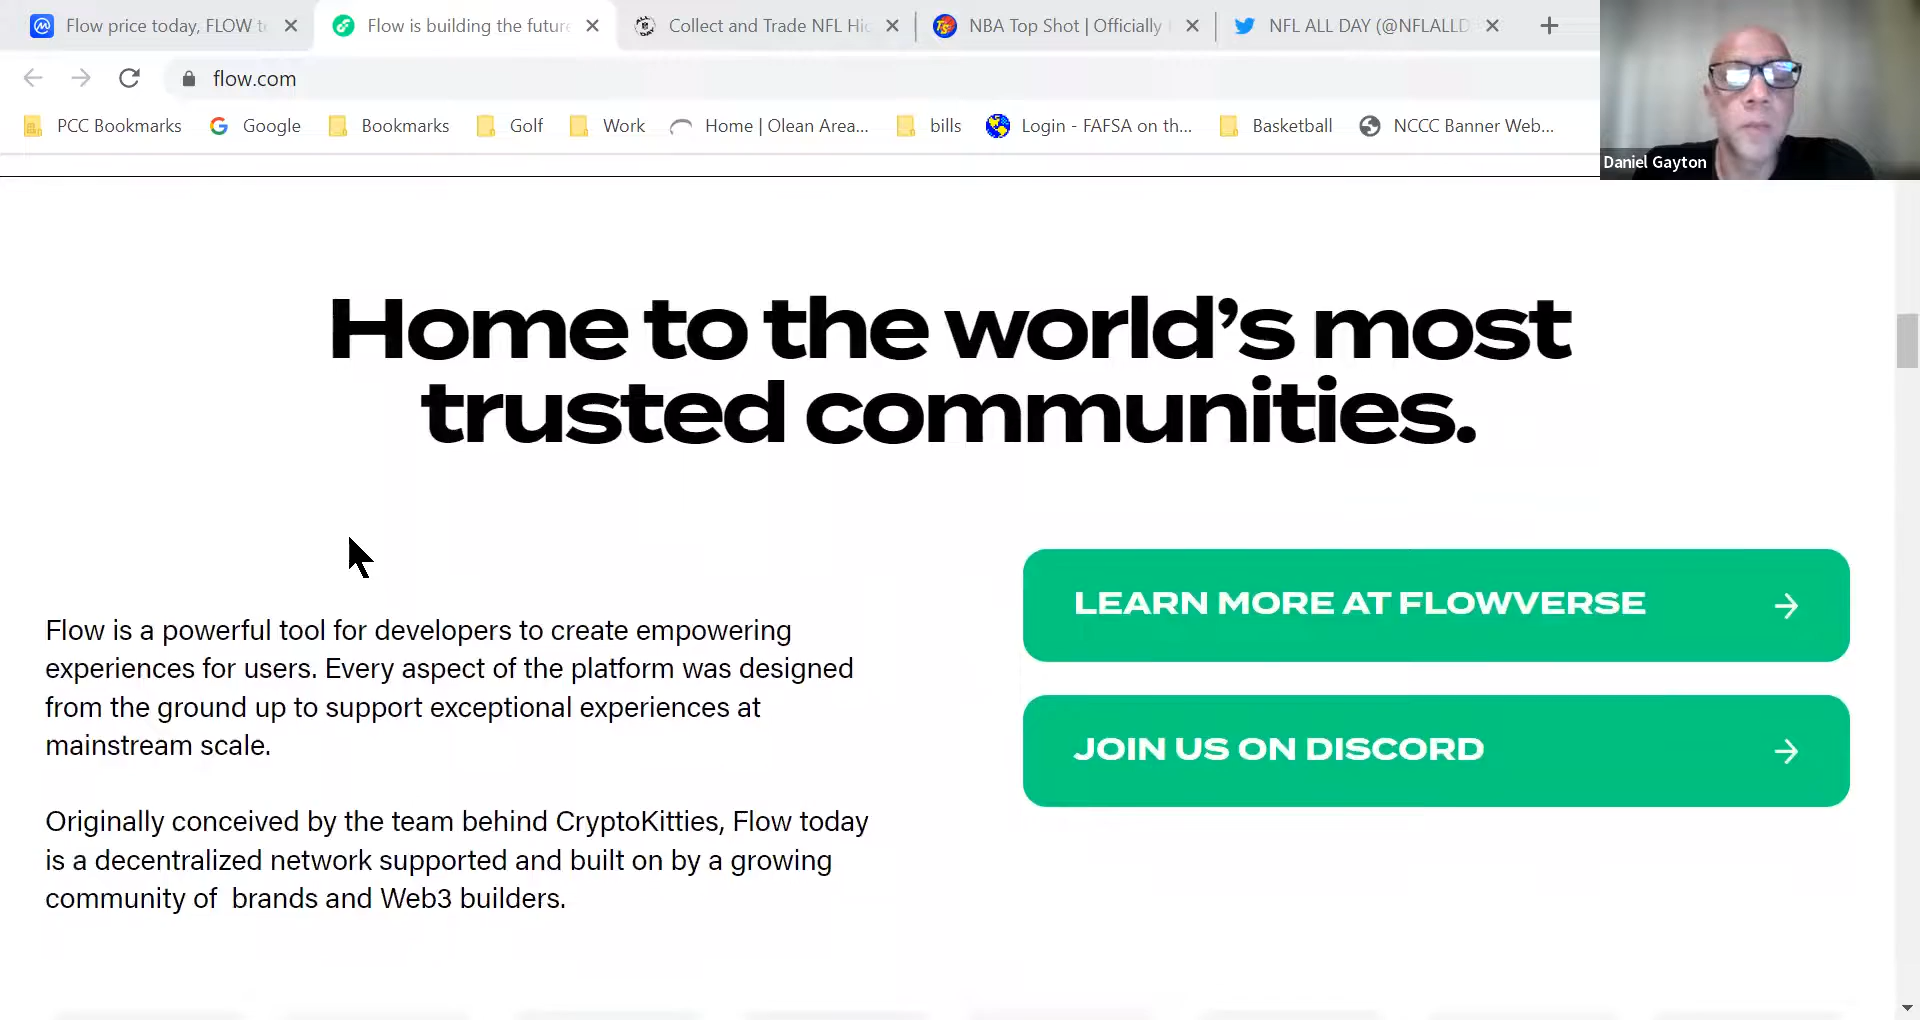 Flow price today, FLOW to
Flow is building the future
Collect and Trade NFL Hig
NBA Top Shot | Officially
NFL ALL DAY (@NFLALLD
flow.com
PCC Bookmarks
Google
Bookmarks
Golf
Work
Home | Olean Area...
bills
Login - FAFSA on th...
Basketball
NCCC Banner Web...
Daniel Gayton
Home to the world’s most
trusted communities.
Flow is a powerful tool for developers to create empowering
experiences for users. Every aspect of the platform was designed
from the ground up to support exceptional experiences at
mainstream scale.
Originally conceived by the team behind CryptoKitties, Flow today
is a decentralized network supported and built on by a growing
community of  brands and Web3 builders.
LEARN MORE AT FLOWVERSE
JOIN US ON DISCORD